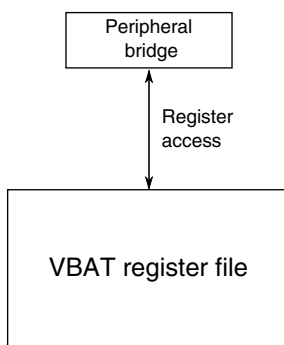 Peripheral
bridge
Register
access
VBAT register file